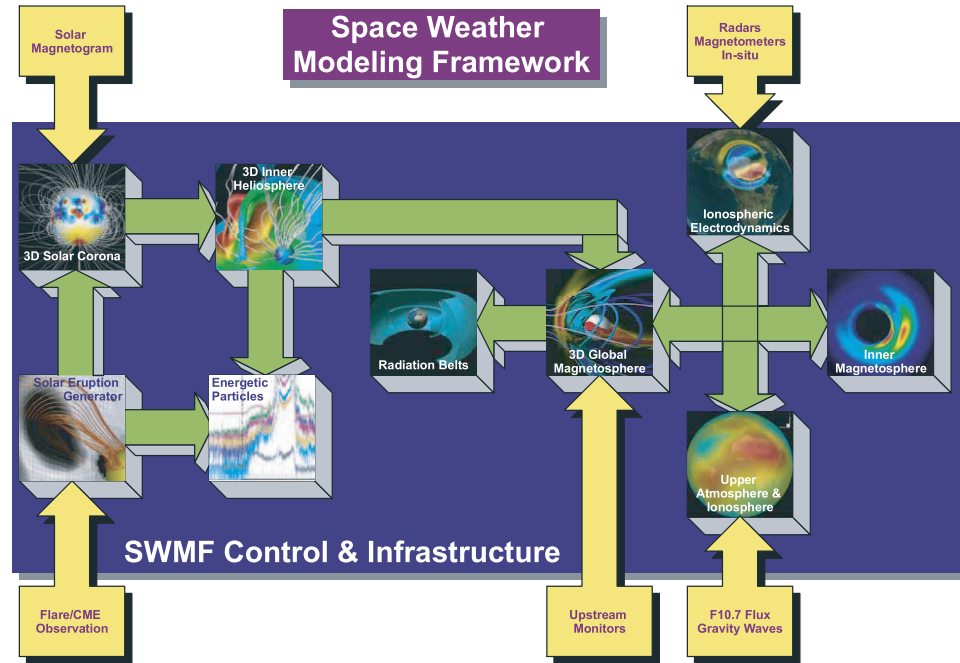 Space Weather
Modeling Framework
Solar
Magnetogram
Radars
Magnetometers
In-situ
3D Solar Corona
3D Inner
Heliosphere
Ionospheric
Electrodynamics
Radiation Belts
3D Global
Magnetosphere
Inner
Magnetosphere
Solar Eruption
Generator
Energetic
Particles
Upper
Atmosphere &
Ionosphere
SWMF Control & Infrastructure
Flare/CME
Observation
Upstream
Monitors
F10.7 Flux
Gravity Waves